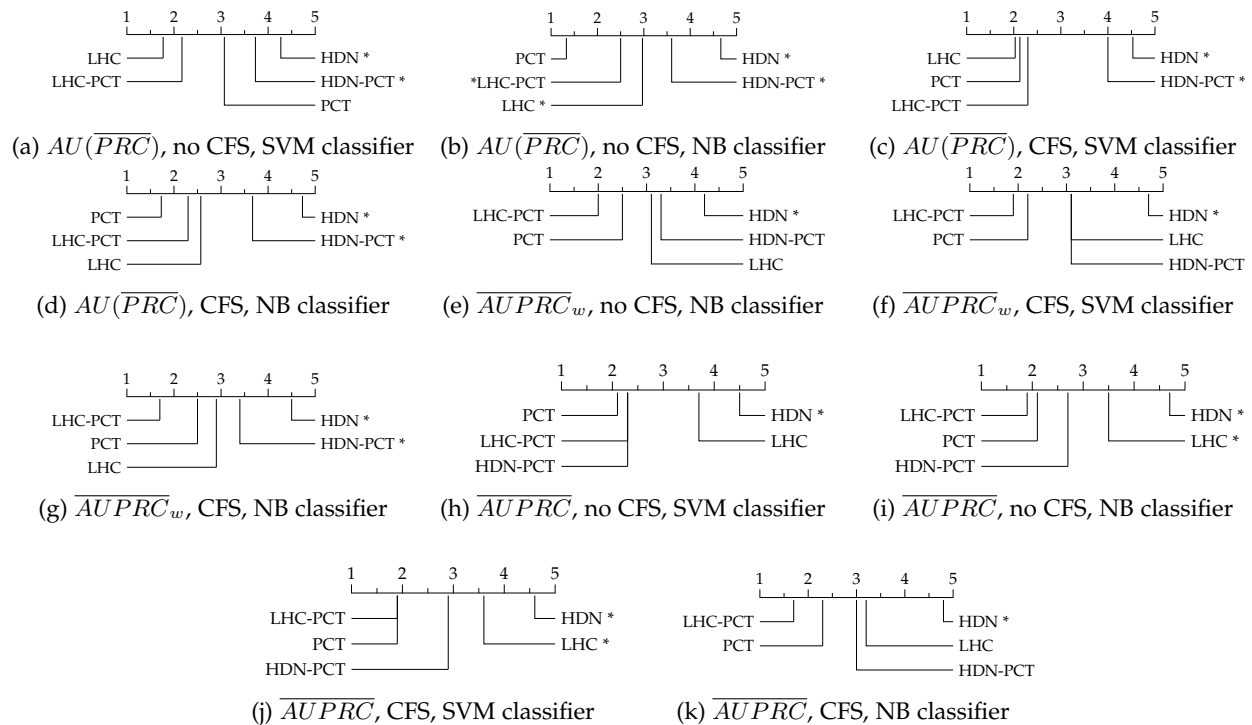 1 2 3 4 5
LHC HDN *
LHC-PCT HDN-PCT *
PCT
(a) AU(PRC), no CFS, SVM classifier
1 2 3 4 5
PCT HDN *
*LHC-PCT HDN-PCT *
LHC *
(b) AU(PRC), no CFS, NB classifier
1 2 3 4 5
LHC HDN *
PCT HDN-PCT *
LHC-PCT
(c) AU(PRC), CFS, SVM classifier
1 2 3 4 5
PCT HDN *
LHC-PCT HDN-PCT *
LHC
(d) AU(PRC), CFS, NB classifier
1 2 3 4 5
LHC-PCT HDN *
PCT HDN-PCT
LHC
(e) AUPRC_w, no CFS, NB classifier
1 2 3 4 5
LHC-PCT HDN *
PCT LHC
HDN-PCT
(f) AUPRC_w, CFS, SVM classifier
1 2 3 4 5
LHC-PCT HDN *
PCT HDN-PCT *
LHC
(g) AUPRC_w, CFS, NB classifier
1 2 3 4 5
PCT HDN *
LHC-PCT LHC
HDN-PCT
(h) AUPRC, no CFS, SVM classifier
1 2 3 4 5
LHC-PCT HDN *
PCT LHC *
HDN-PCT
(i) AUPRC, no CFS, NB classifier
1 2 3 4 5
LHC-PCT HDN *
PCT LHC *
HDN-PCT
(j) AUPRC, CFS, SVM classifier
1 2 3 4 5
LHC-PCT HDN *
PCT LHC
HDN-PCT
(k) AUPRC, CFS, NB classifier